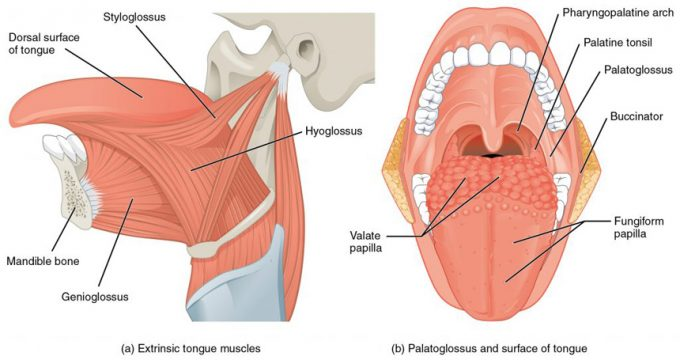 Styloglossus
Dorsal surface
of tongue
Hyoglossus
Mandible bone
Genioglossus
(a) Extrinsic tongue muscles
Pharyngopalatine arch
Palatine tonsil
Palatoglossus
Buccinator
Valate
papilla
Fungiform
papilla
(b) Palatoglossus and surface of tongue